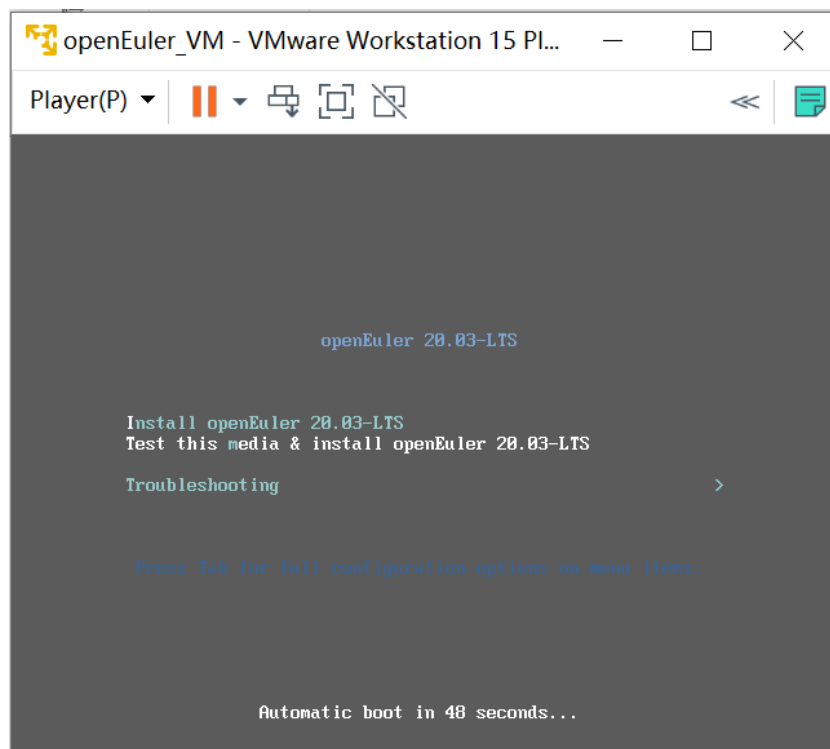 openEuler_VM - VMware Workstation 15 Pl...
Player(P)
openEuler 20.03-LTS
Install openEuler 20.03-LTS
Test this media & install openEuler 20.03-LTS
Troubleshooting >
Press Tab for full configuration options on menu items
Automatic boot in 48 seconds...